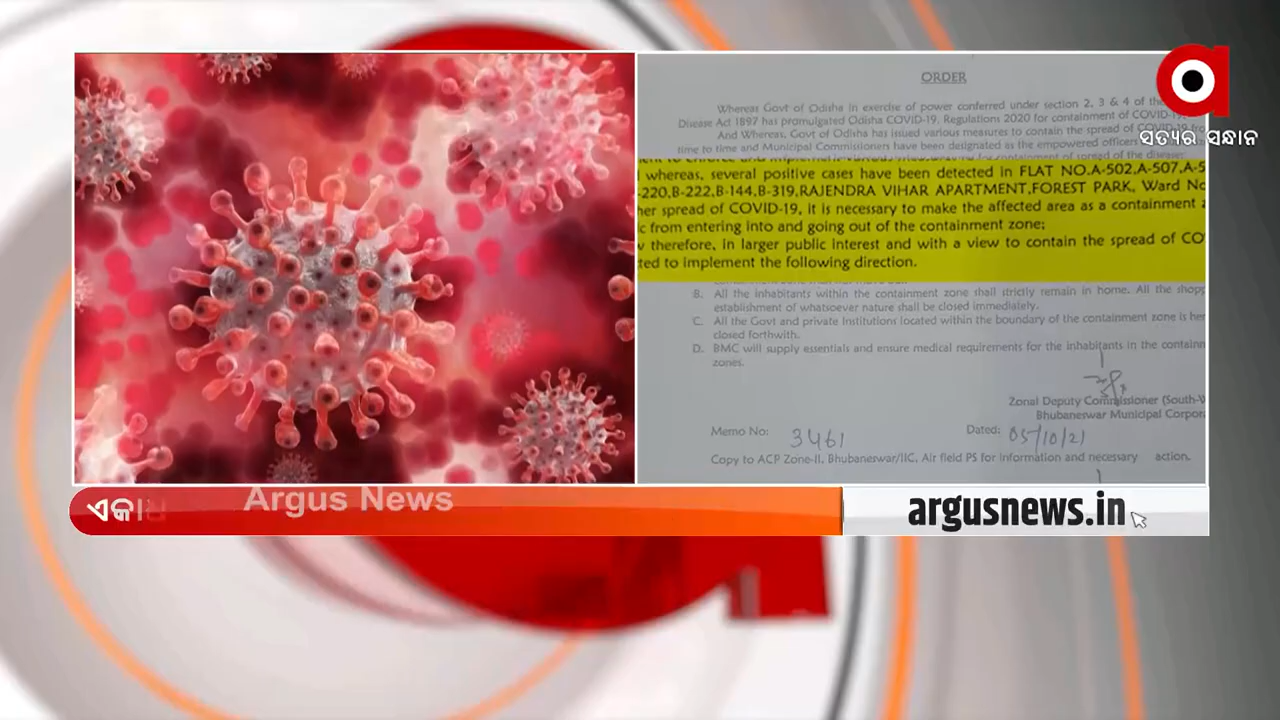 ORDER
Whereas Govt of Odisha in exercise of power conferred under section 2, 3 & 4 of the
Disease Act 1897 has promulgated Odisha COVID-19. Regulations 2020 for containment of COVID-19.
And Whereas, Govt of Odisha has issued various measures to contain the spread of COVID-19 from
time to time and Municipal Commissioners have been designated as the empowered officers
whereas, several positive cases have been detected in FLAT NO.A-502,A-507,A-5
-220,B-222,B-144,B-319,RAJENDRA VIHAR APARTMENT,FOREST PARK, Ward No
her spread of COVID-19, it is necessary to make the affected area as a containment z
c from entering into and going out of the containment zone;
w therefore, in larger public interest and with a view to contain the spread of CO
ted to implement the following direction.
B. All the inhabitants within the containment zone shall strictly remain in home. All the shop
establishment of whatsoever nature shall be closed immediately.
C. All the Govt and private Institutions located within the boundary of the containment zone is her
closed forthwith.
D. BMC will supply essentials and ensure medical requirements for the inhabitants in the contain
zones.
Zonal Deputy Commissioner (South-W
Bhubaneswar Municipal Corpora
Memo No: 3461 Dated: 05/10/21
Copy to ACP Zone-II, Bhubaneswar/IIC, Air field PS for information and necessary action.
ସତ୍ୟର ସନ୍ଧାନ
ଏକା
Argus News
argusnews.in